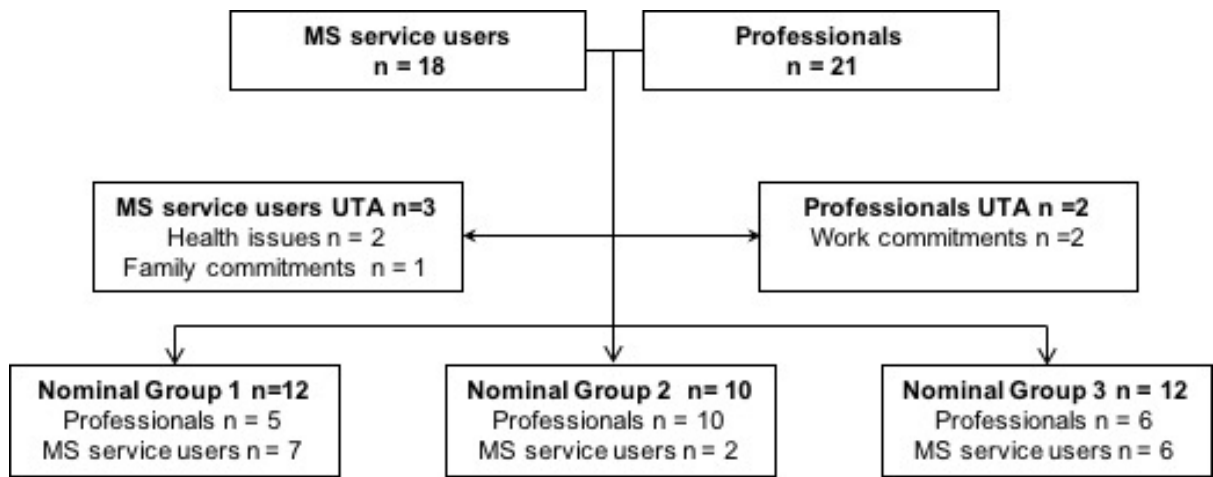 MS service users
n = 18
Professionals
n = 21
MS service users UTA n=3
Health issues n = 2
Family commitments n = 1
Professionals UTA n =2
Work commitments n =2
Nominal Group 1 n=12
Professionals n = 5
MS service users n = 7
Nominal Group 2 n= 10
Professionals n = 10
MS service users n = 2
Nominal Group 3 n = 12
Professionals n = 6
MS service users n = 6